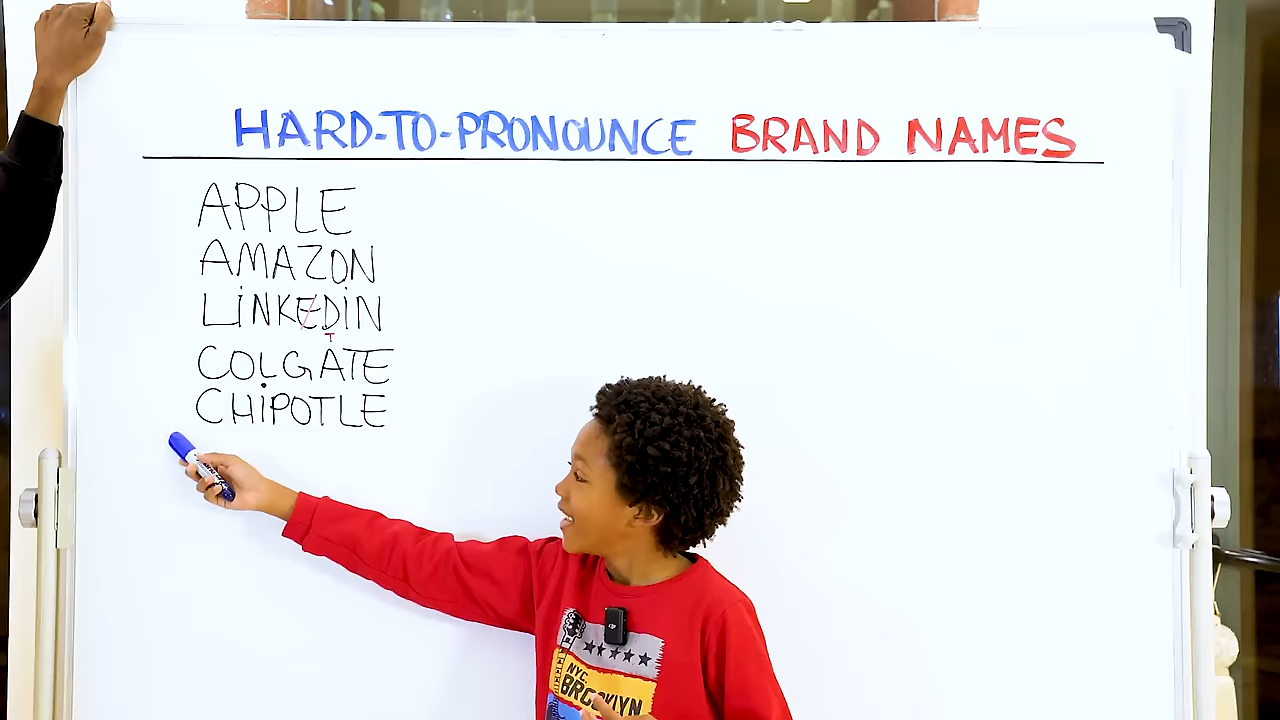 HARD-TO-PRONOUNCE BRAND NAMES
APPLE
AMAZON
LiNKEDiN
T
COLGATE
CHiPOTLE
NYC.
BROOKLYN